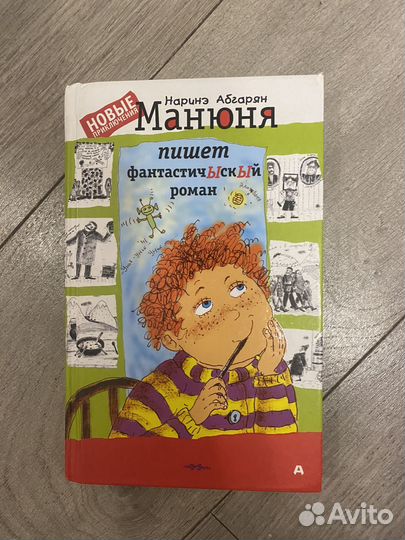 Наринэ Абгарян
НОВЫЕ
ПРИКЛЮЧЕНИЯ
Манюня
пишет
фантастичЫскЫй
роман
А
Avito